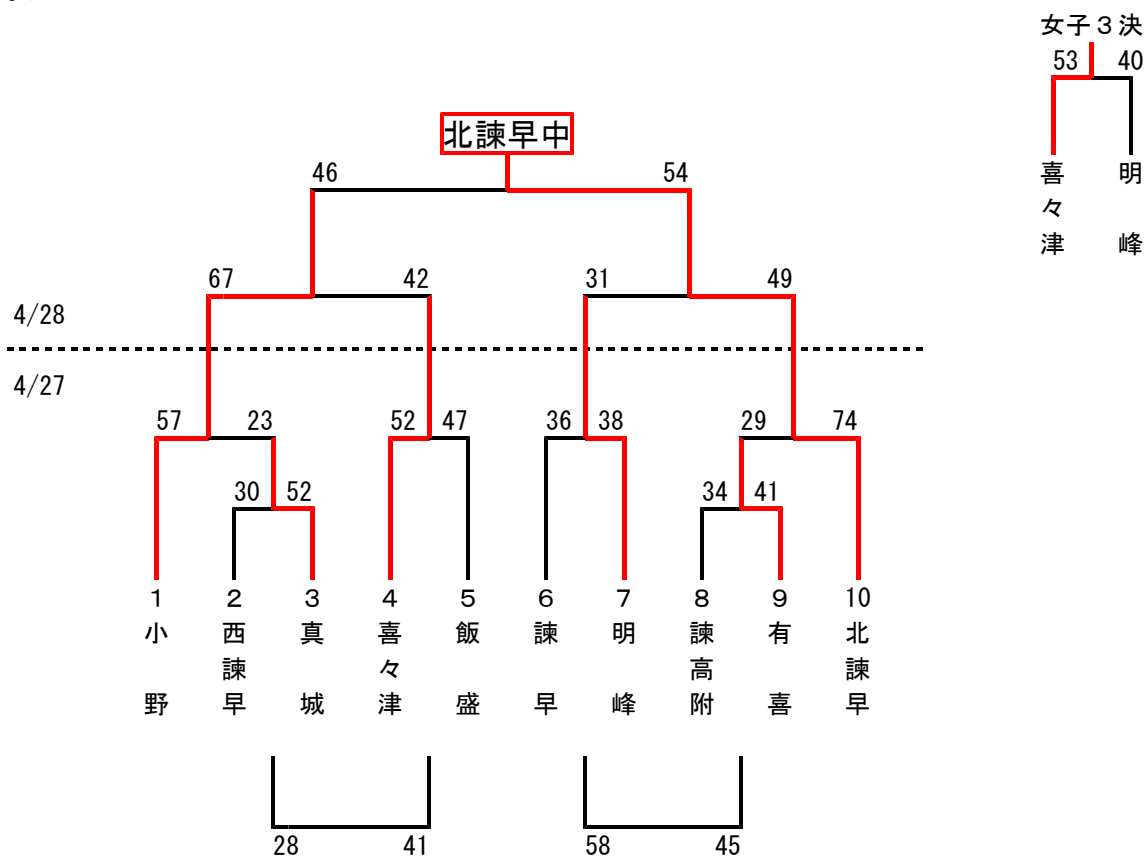 女子３決
53 40
喜々津 明峰
北諫早中
46 54
67 42 31 49
4/28
4/27
57 23 52 47 36 38 29 74
30 52 34 41
１ ２ ３ ４ ５ ６ ７ ８ ９ 10
小野 西諫早 真城 喜々津 飯盛 諫早 明峰 諫高附 有喜 北諫早
28 41 58 45